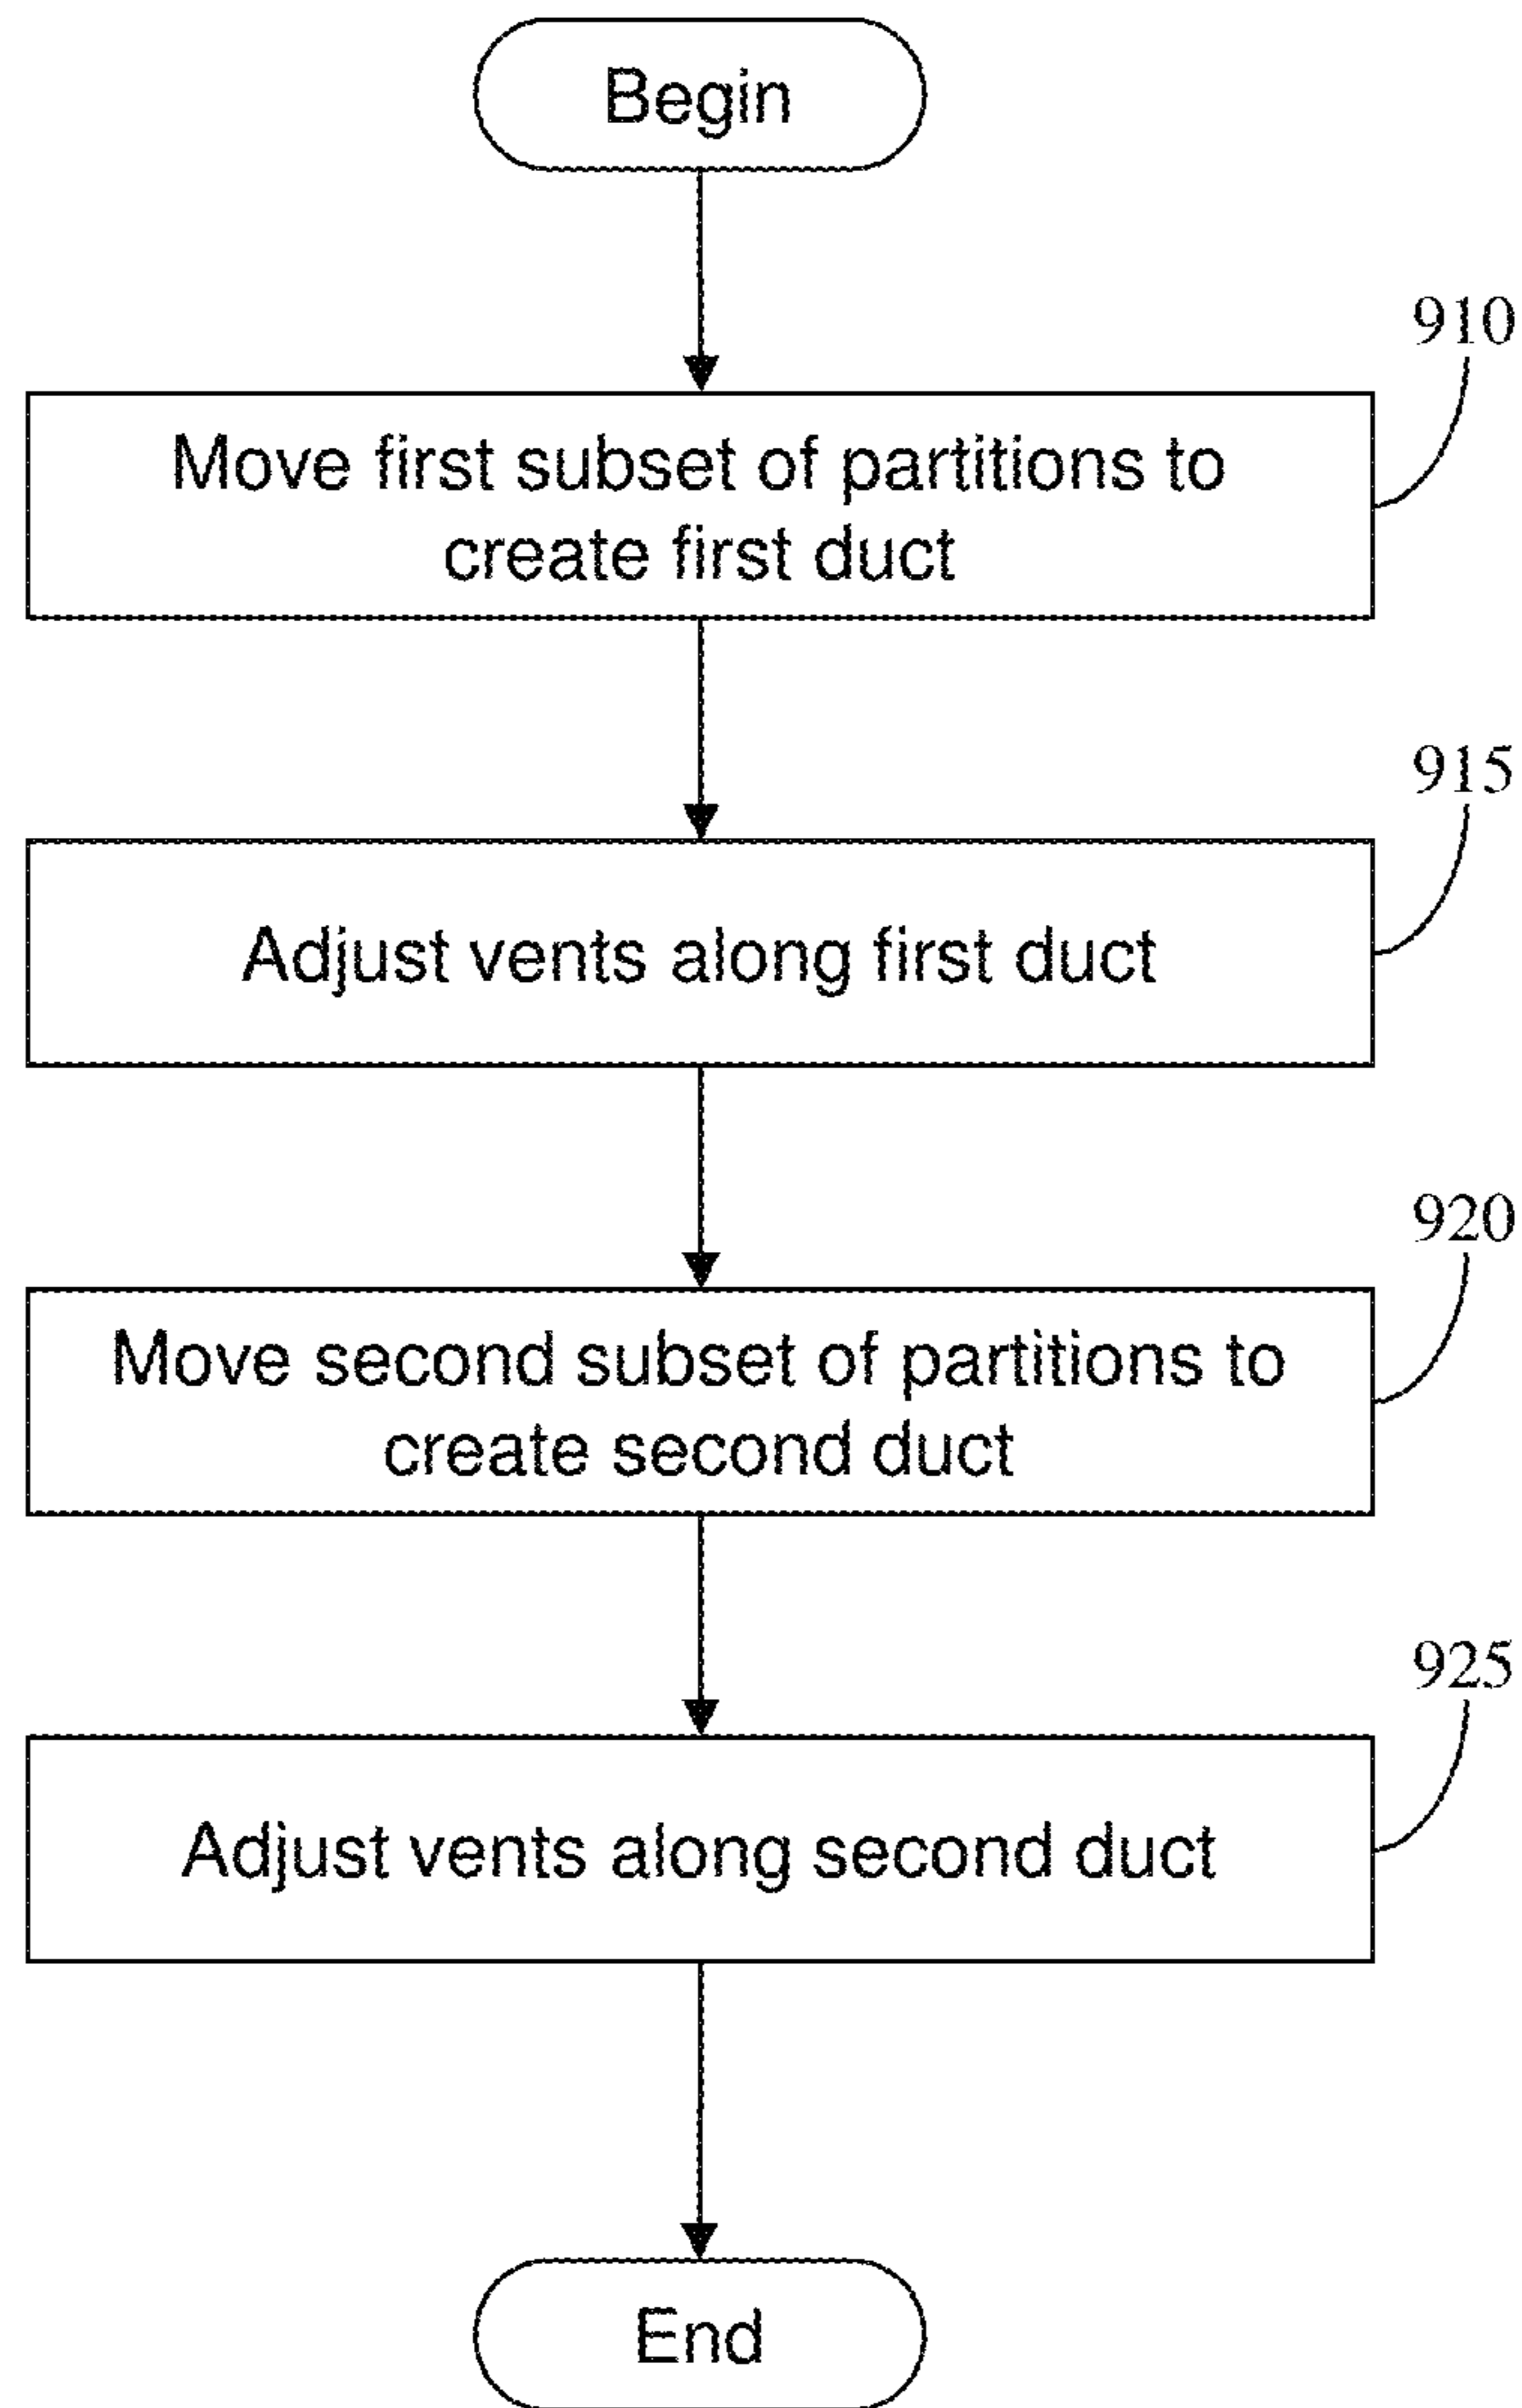 Begin
910
Move first subset of partitions to
create first duct
915
Adjust vents along first duct
920
Move second subset of partitions to
create second duct
925
Adjust vents along second duct
End